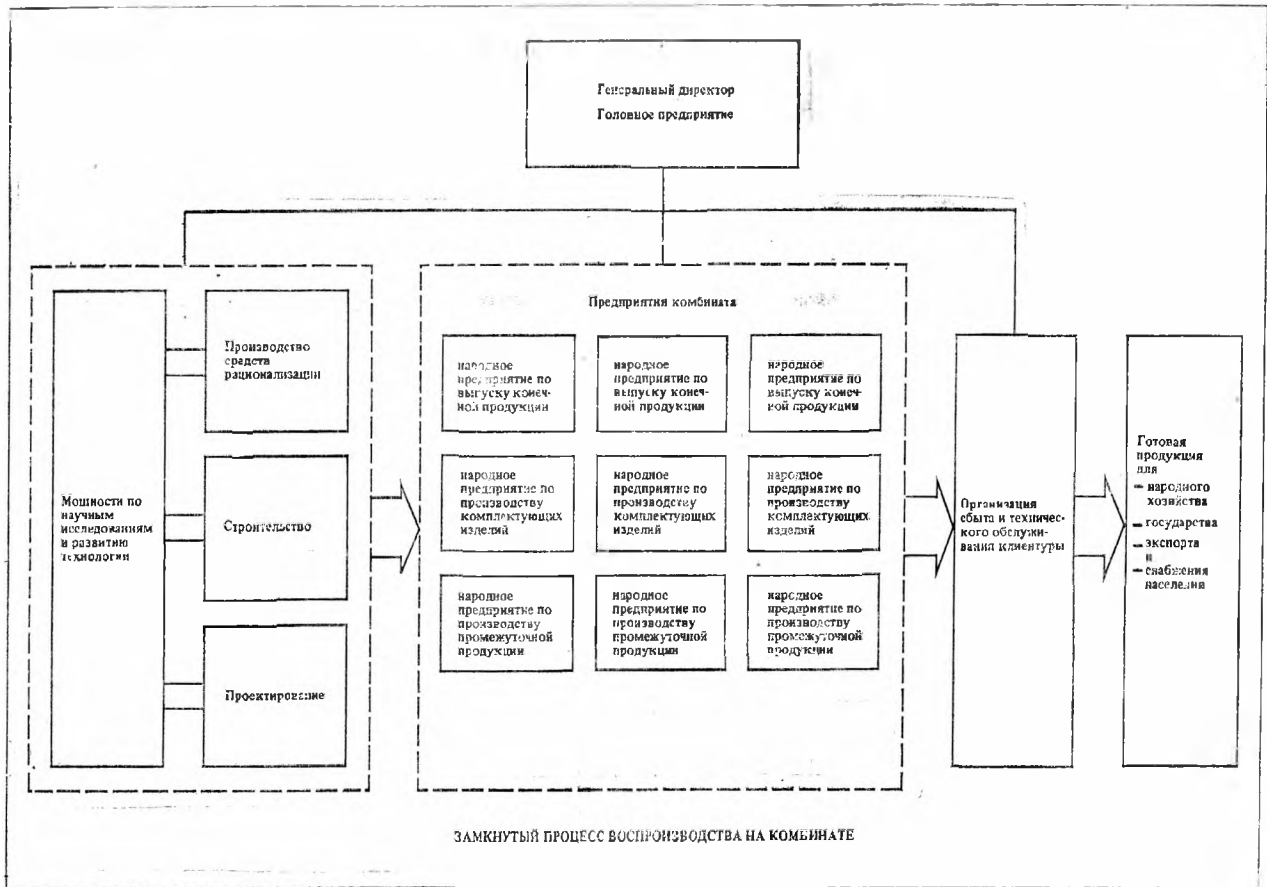 Генеральный директор
Головное предприятие
Мощности по
научным
исследованиям
и развитию
технологии
Производство
средств
рационализации
Строительство
Проектирование
Предприятия комбината
народное
предприятие по
выпуску конеч-
ной продукции
народное
предприятие по
выпуску конеч-
ной продукции
народное
предприятие по
выпуску конеч-
ной продукции
народное
предприятие по
производству
комплектующих
изделий
народное
предприятие по
производству
комплектующих
изделий
народное
предприятие по
производству
комплектующих
изделий
народное
предприятие по
производству
промежуточной
продукции
народное
предприятие по
производству
промежуточной
продукции
народное
предприятие по
производству
промежуточной
продукции
Организация
сбыта и техничес-
кого обслужи-
вания клиентуры
Готовая
продукция
для
— народного
хозяйства
— государства
— экспорта
и
— снабжения
населения
ЗАМКНУТЫЙ ПРОЦЕСС ВОСПРОИЗВОДСТВА НА КОМБИНАТЕ